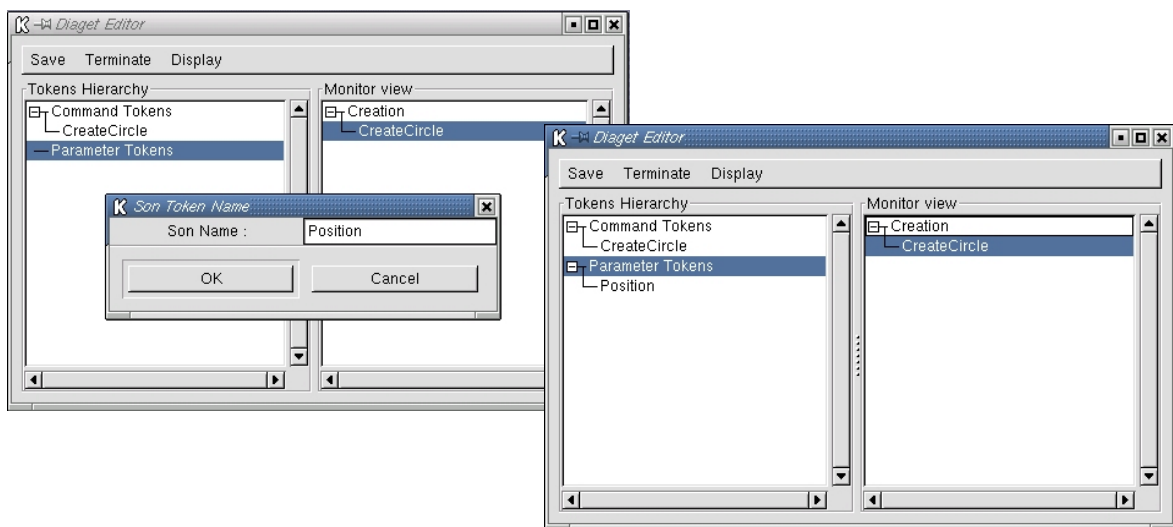 Diaget Editor
Save Terminate Display
Tokens Hierarchy
Command Tokens
CreateCircle
Parameter Tokens
Monitor view
Creation
CreateCircle
Son Token Name
Son Name : Position
OK Cancel
Diaget Editor
Save Terminate Display
Tokens Hierarchy
Command Tokens
CreateCircle
Parameter Tokens
Position
Monitor view
Creation
CreateCircle